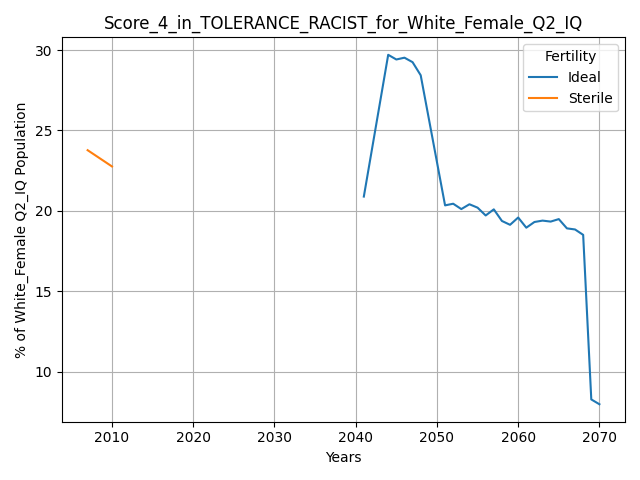 Score_4_in_TOLERANCE_RACIST_for_White_Female_Q2_IQ
Fertility
Ideal
Sterile
% of White_Female Q2_IQ Population
30
25
20
15
10
2010 2020 2030 2040 2050 2060 2070
Years